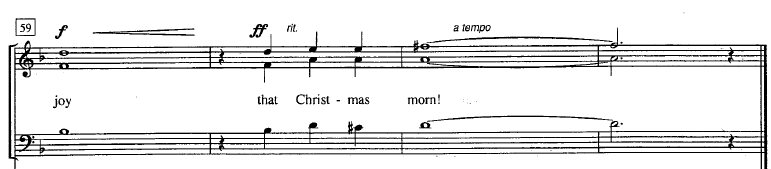 59 f ff rit. a tempo
joy that Christ - mas morn!